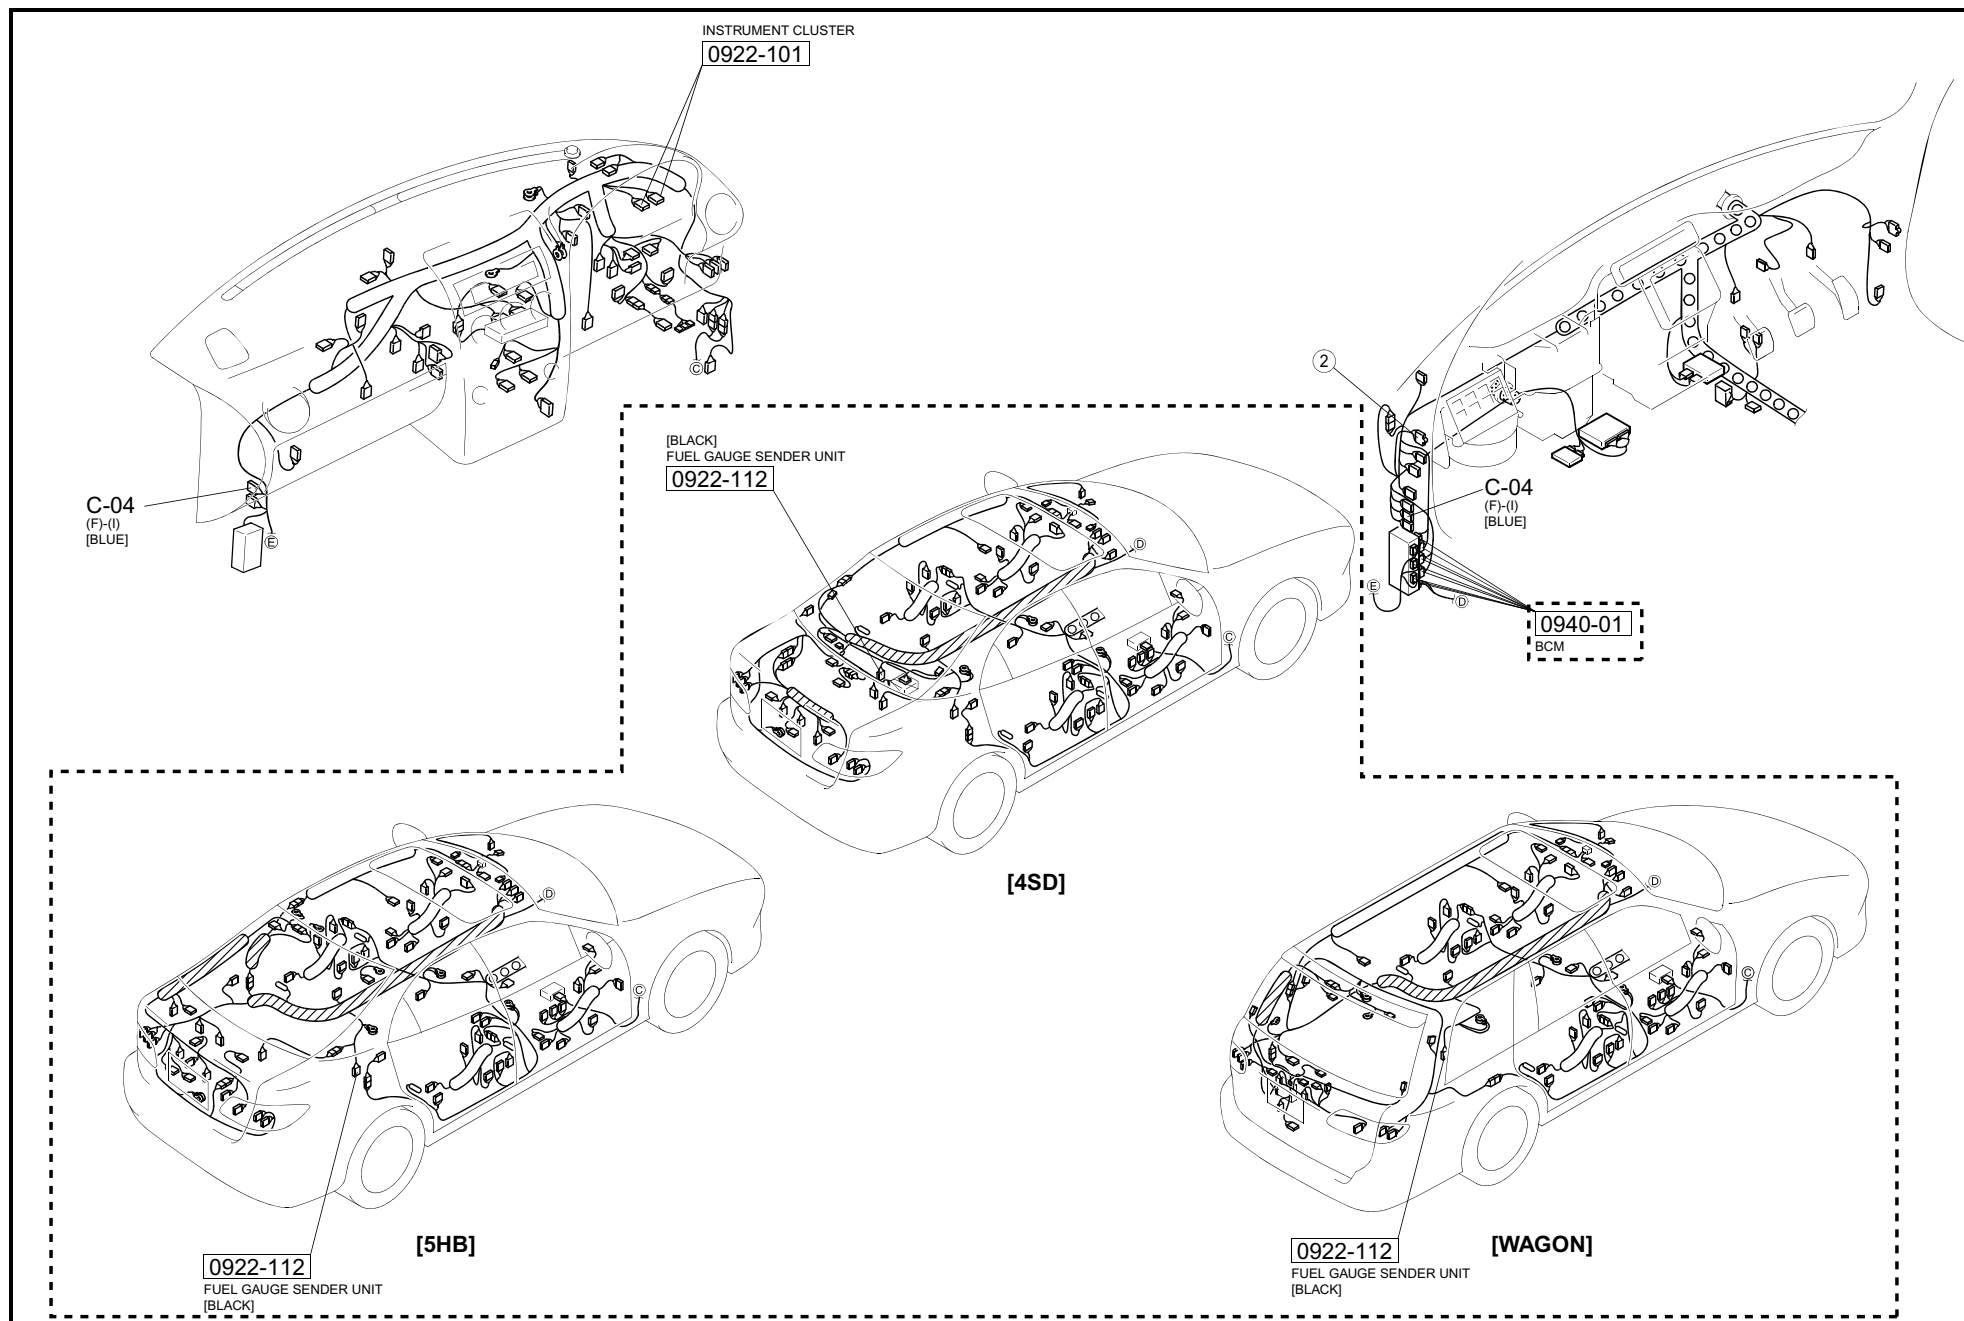 INSTRUMENT CLUSTER
0922-101
C
C-04
(F)-(I)
[BLUE]
E
2
C-04
(F)-(I)
[BLUE]
E
D
0940-01
BCM
[BLACK]
FUEL GAUGE SENDER UNIT
0922-112
D
C
[4SD]
D
C
[5HB]
0922-112
FUEL GAUGE SENDER UNIT
[BLACK]
D
C
[WAGON]
0922-112
FUEL GAUGE SENDER UNIT
[BLACK]